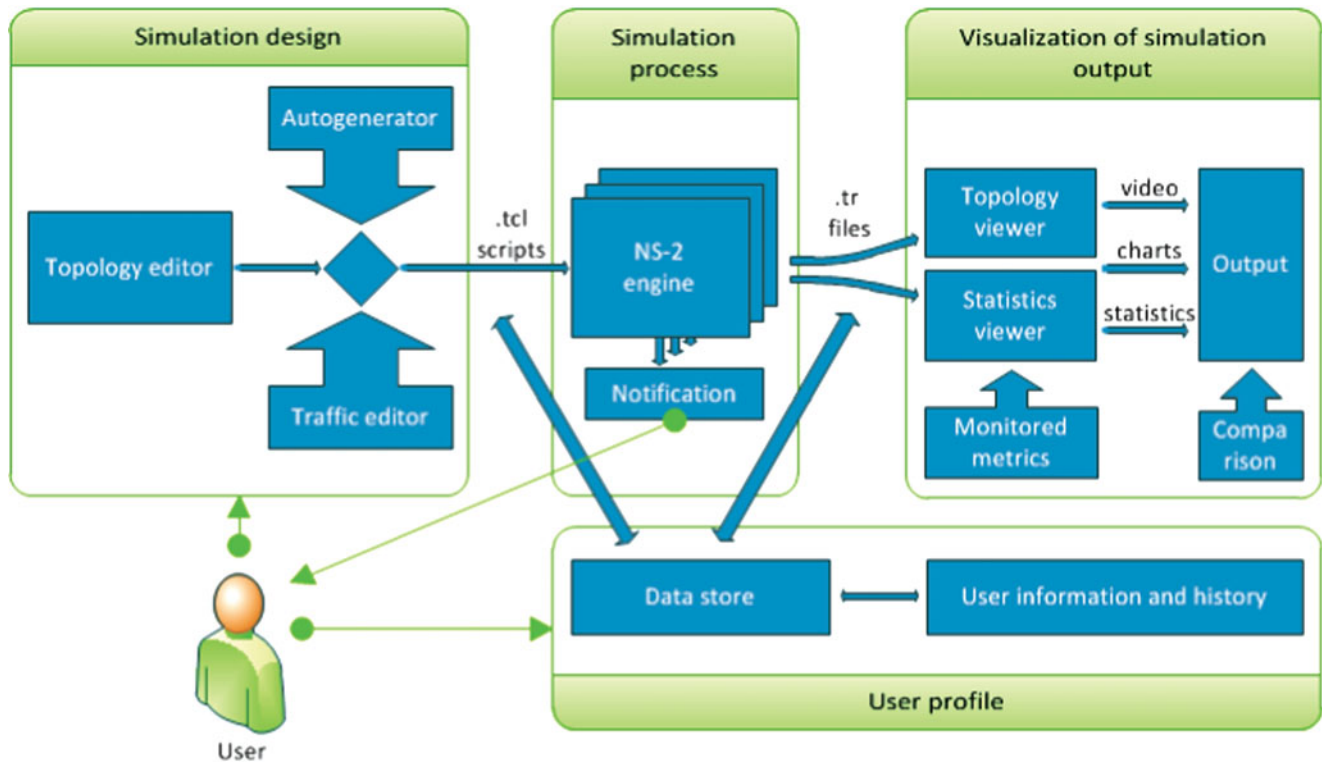 Simulation design
Autogenerator
Topology editor
Traffic editor
.tcl
scripts
Simulation
process
NS-2
engine
Notification
.tr
files
Visualization of simulation
output
Topology
viewer
Statistics
viewer
Monitored
metrics
video
charts
statistics
Output
Compa
rison
Data store
User information and history
User profile
User